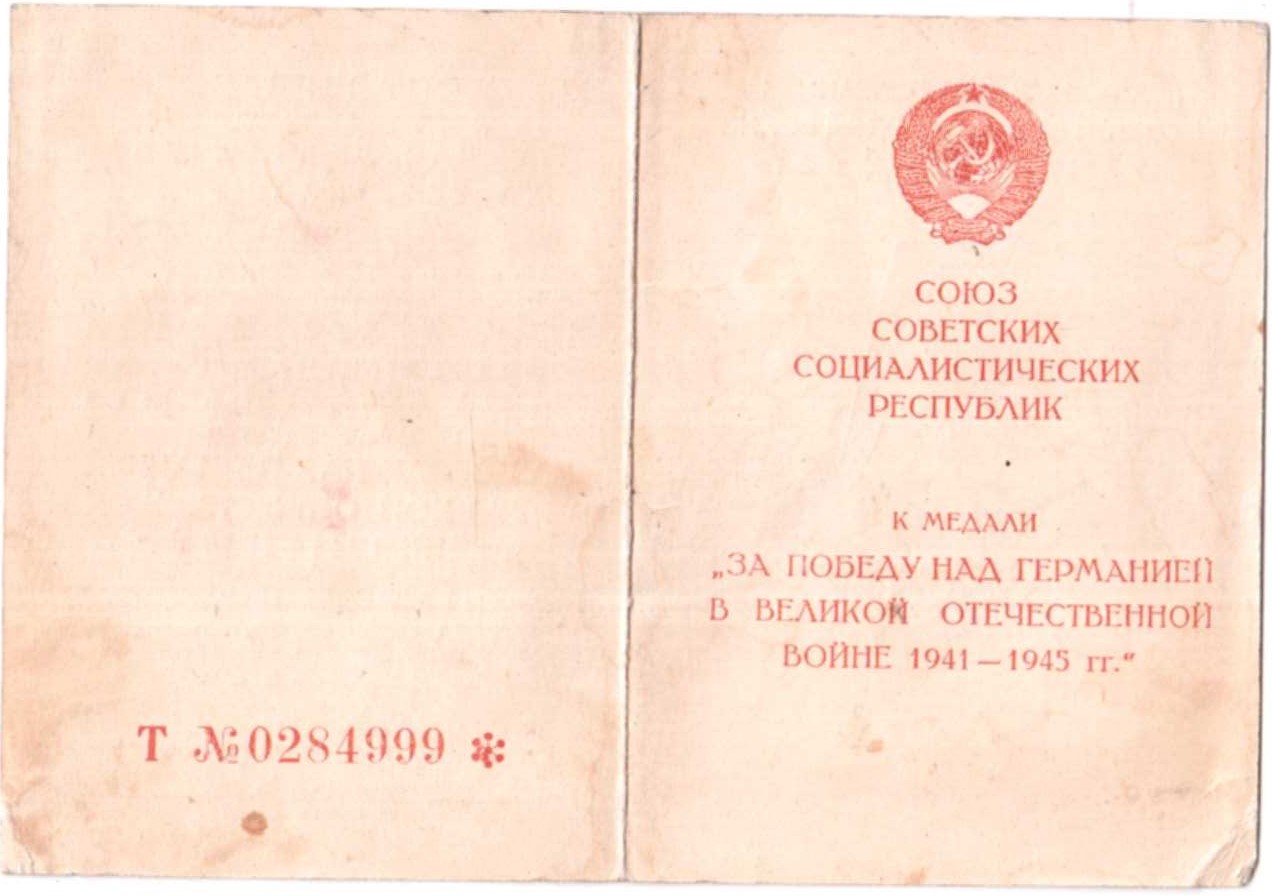 Т №0284999 *
СОЮЗ
СОВЕТСКИХ
СОЦИАЛИСТИЧЕСКИХ
РЕСПУБЛИК
К МЕДАЛИ
„ЗА ПОБЕДУ НАД ГЕРМАНИЕЙ
В ВЕЛИКОЙ ОТЕЧЕСТВЕННОЙ
ВОЙНЕ 1941—1945 гг.“